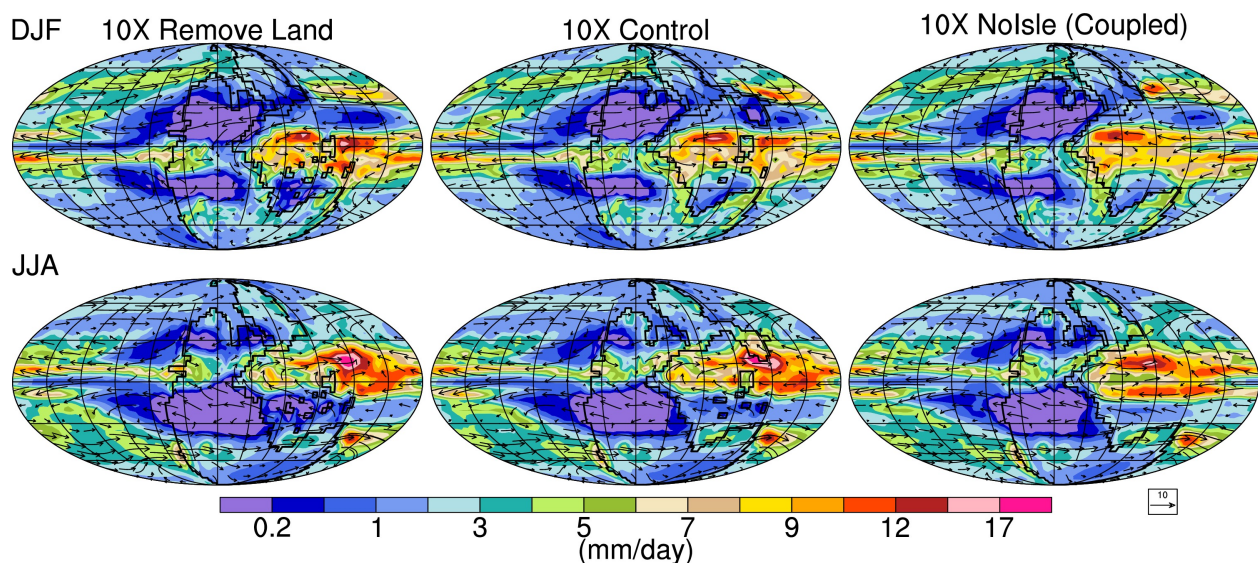 DJF
10X Remove Land
10X Control
10X NoIsle (Coupled)
JJA
0.2 1 3 5 7 9 12 17
(mm/day)
10